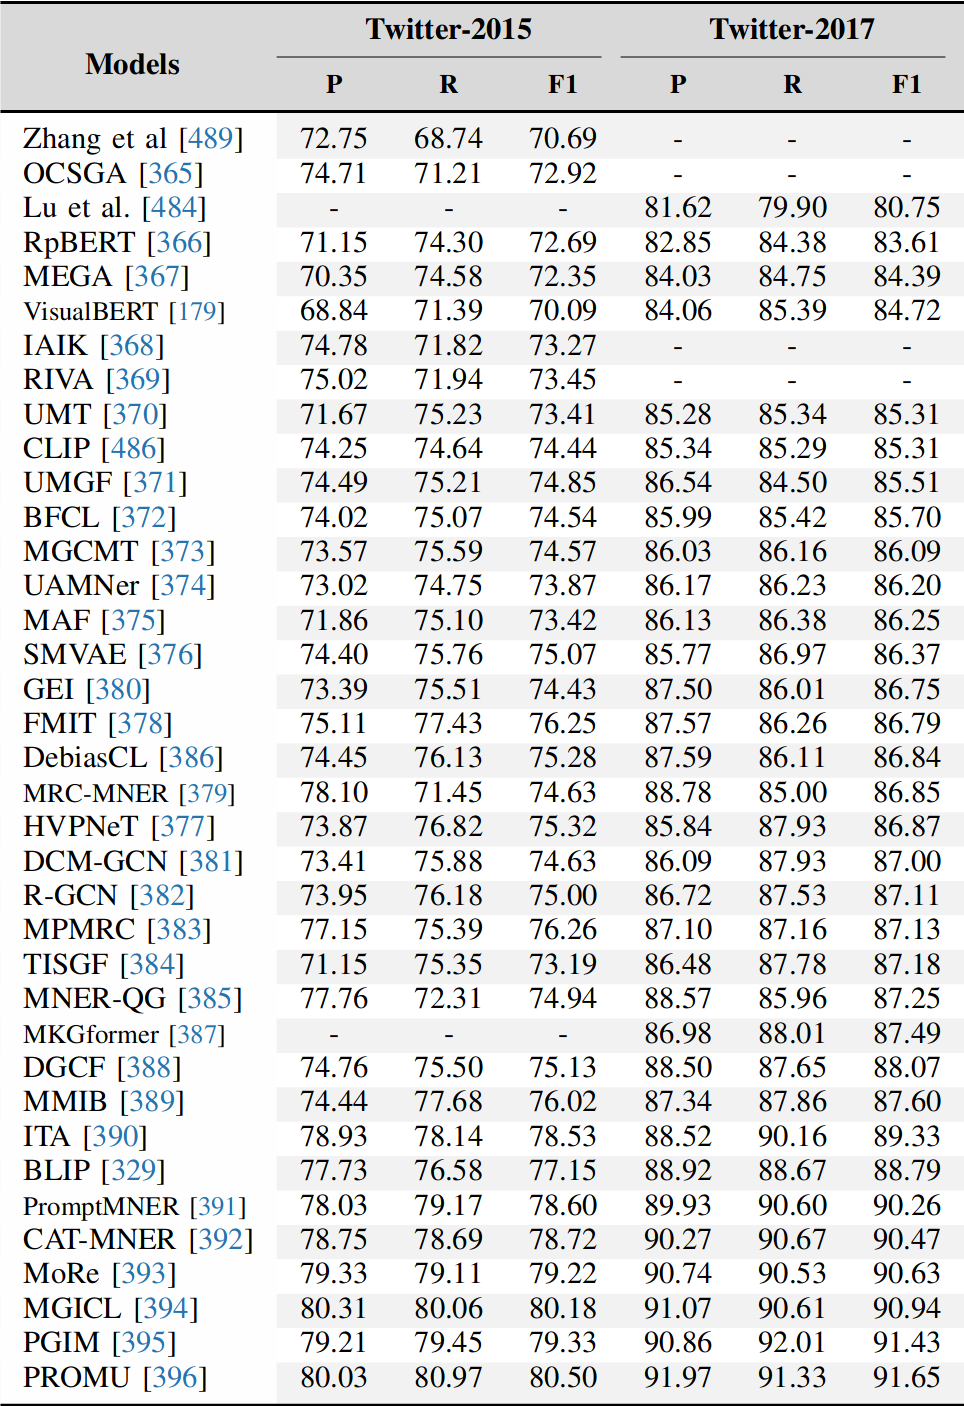 Models Twitter-2015 Twitter-2017
P R F1 P R F1
Zhang et al [489] 72.75 68.74 70.69 - - -
OCSGA [365] 74.71 71.21 72.92 - - -
Lu et al. [484] - - - 81.62 79.90 80.75
RpBERT [366] 71.15 74.30 72.69 82.85 84.38 83.61
MEGA [367] 70.35 74.58 72.35 84.03 84.75 84.39
VisualBERT [179] 68.84 71.39 70.09 84.06 85.39 84.72
IAIK [368] 74.78 71.82 73.27 - - -
RIVA [369] 75.02 71.94 73.45 - - -
UMT [370] 71.67 75.23 73.41 85.28 85.34 85.31
CLIP [486] 74.25 74.64 74.44 85.34 85.29 85.31
UMGF [371] 74.49 75.21 74.85 86.54 84.50 85.51
BFCL [372] 74.02 75.07 74.54 85.99 85.42 85.70
MGCMT [373] 73.57 75.59 74.57 86.03 86.16 86.09
UAMNer [374] 73.02 74.75 73.87 86.17 86.23 86.20
MAF [375] 71.86 75.10 73.42 86.13 86.38 86.25
SMVAE [376] 74.40 75.76 75.07 85.77 86.97 86.37
GEI [380] 73.39 75.51 74.43 87.50 86.01 86.75
FMIT [378] 75.11 77.43 76.25 87.57 86.26 86.79
DebiasCL [386] 74.45 76.13 75.28 87.59 86.11 86.84
MRC-MNER [379] 78.10 71.45 74.63 88.78 85.00 86.85
HVPNeT [377] 73.87 76.82 75.32 85.84 87.93 86.87
DCM-GCN [381] 73.41 75.88 74.63 86.09 87.93 87.00
R-GCN [382] 73.95 76.18 75.00 86.72 87.53 87.11
MPMRC [383] 77.15 75.39 76.26 87.10 87.16 87.13
TISGF [384] 71.15 75.35 73.19 86.48 87.78 87.18
MNER-QG [385] 77.76 72.31 74.94 88.57 85.96 87.25
MKGformer [387] - - - 86.98 88.01 87.49
DGCF [388] 74.76 75.50 75.13 88.50 87.65 88.07
MMIB [389] 74.44 77.68 76.02 87.34 87.86 87.60
ITA [390] 78.93 78.14 78.53 88.52 90.16 89.33
BLIP [329] 77.73 76.58 77.15 88.92 88.67 88.79
PromptMNER [391] 78.03 79.17 78.60 89.93 90.60 90.26
CAT-MNER [392] 78.75 78.69 78.72 90.27 90.67 90.47
MoRe [393] 79.33 79.11 79.22 90.74 90.53 90.63
MGICL [394] 80.31 80.06 80.18 91.07 90.61 90.94
PGIM [395] 79.21 79.45 79.33 90.86 92.01 91.43
PROMU [396] 80.03 80.97 80.50 91.97 91.33 91.65